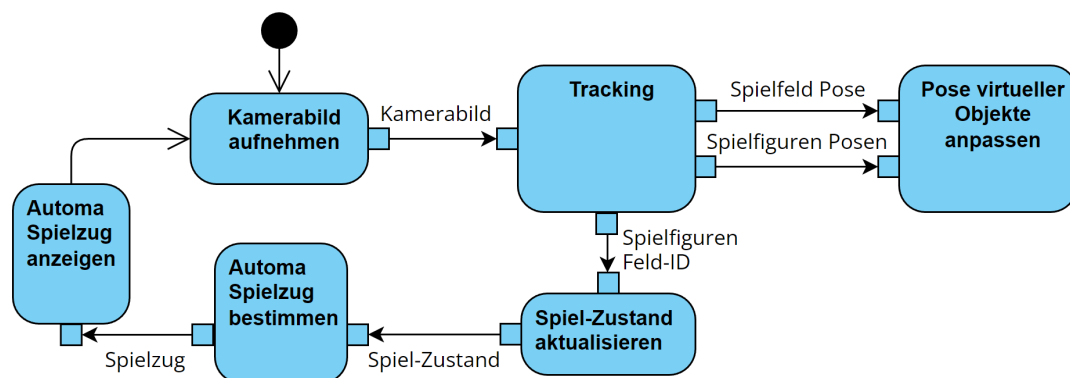 Kamerabild
aufnehmen
Kamerabild
Tracking
Spielfeld Pose
Spielfiguren Posen
Pose virtueller
Objekte
anpassen
Spielfiguren
Feld-ID
Spiel-Zustand
aktualisieren
Spiel-Zustand
Automa
Spielzug
bestimmen
Spielzug
Automa
Spielzug
anzeigen